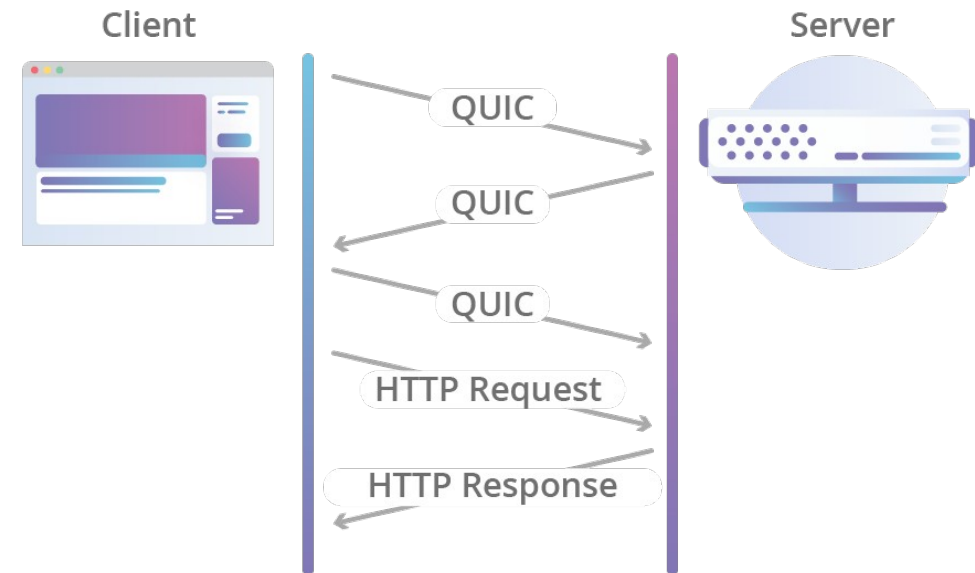 Client
Server
QUIC
QUIC
QUIC
HTTP Request
HTTP Response